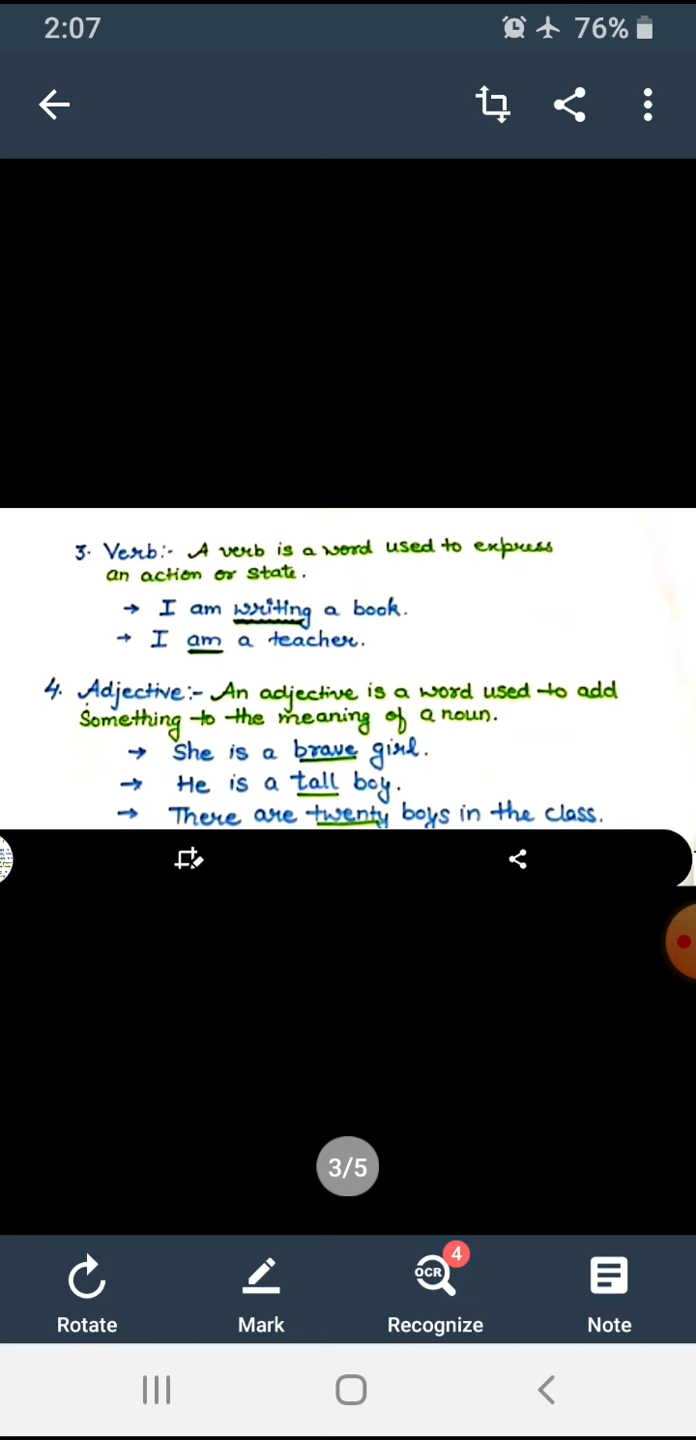 2:07 76%
3. Verb:- A verb is a word used to express
an action or state.
→ I am writing a book.
→ I am a teacher.
4. Adjective:- An adjective is a word used to add
Something to the meaning of a noun.
→ She is a brave girl.
→ He is a tall boy.
→ There are twenty boys in the class.
3/5
4
OCR
Rotate Mark Recognize Note